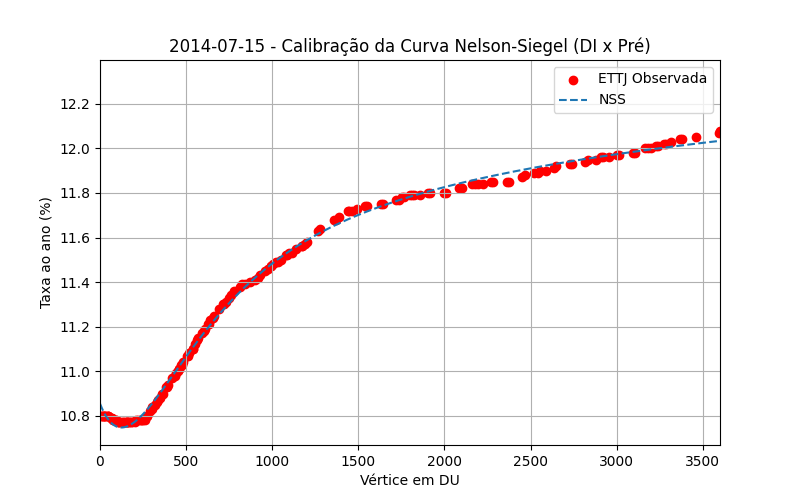 2014-07-15 - Calibração da Curva Nelson-Siegel (DI x Pré)
ETTJ Observada
NSS
Taxa ao ano (%)
12.2
12.0
11.8
11.6
11.4
11.2
11.0
10.8
0 500 1000 1500 2000 2500 3000 3500
Vértice em DU